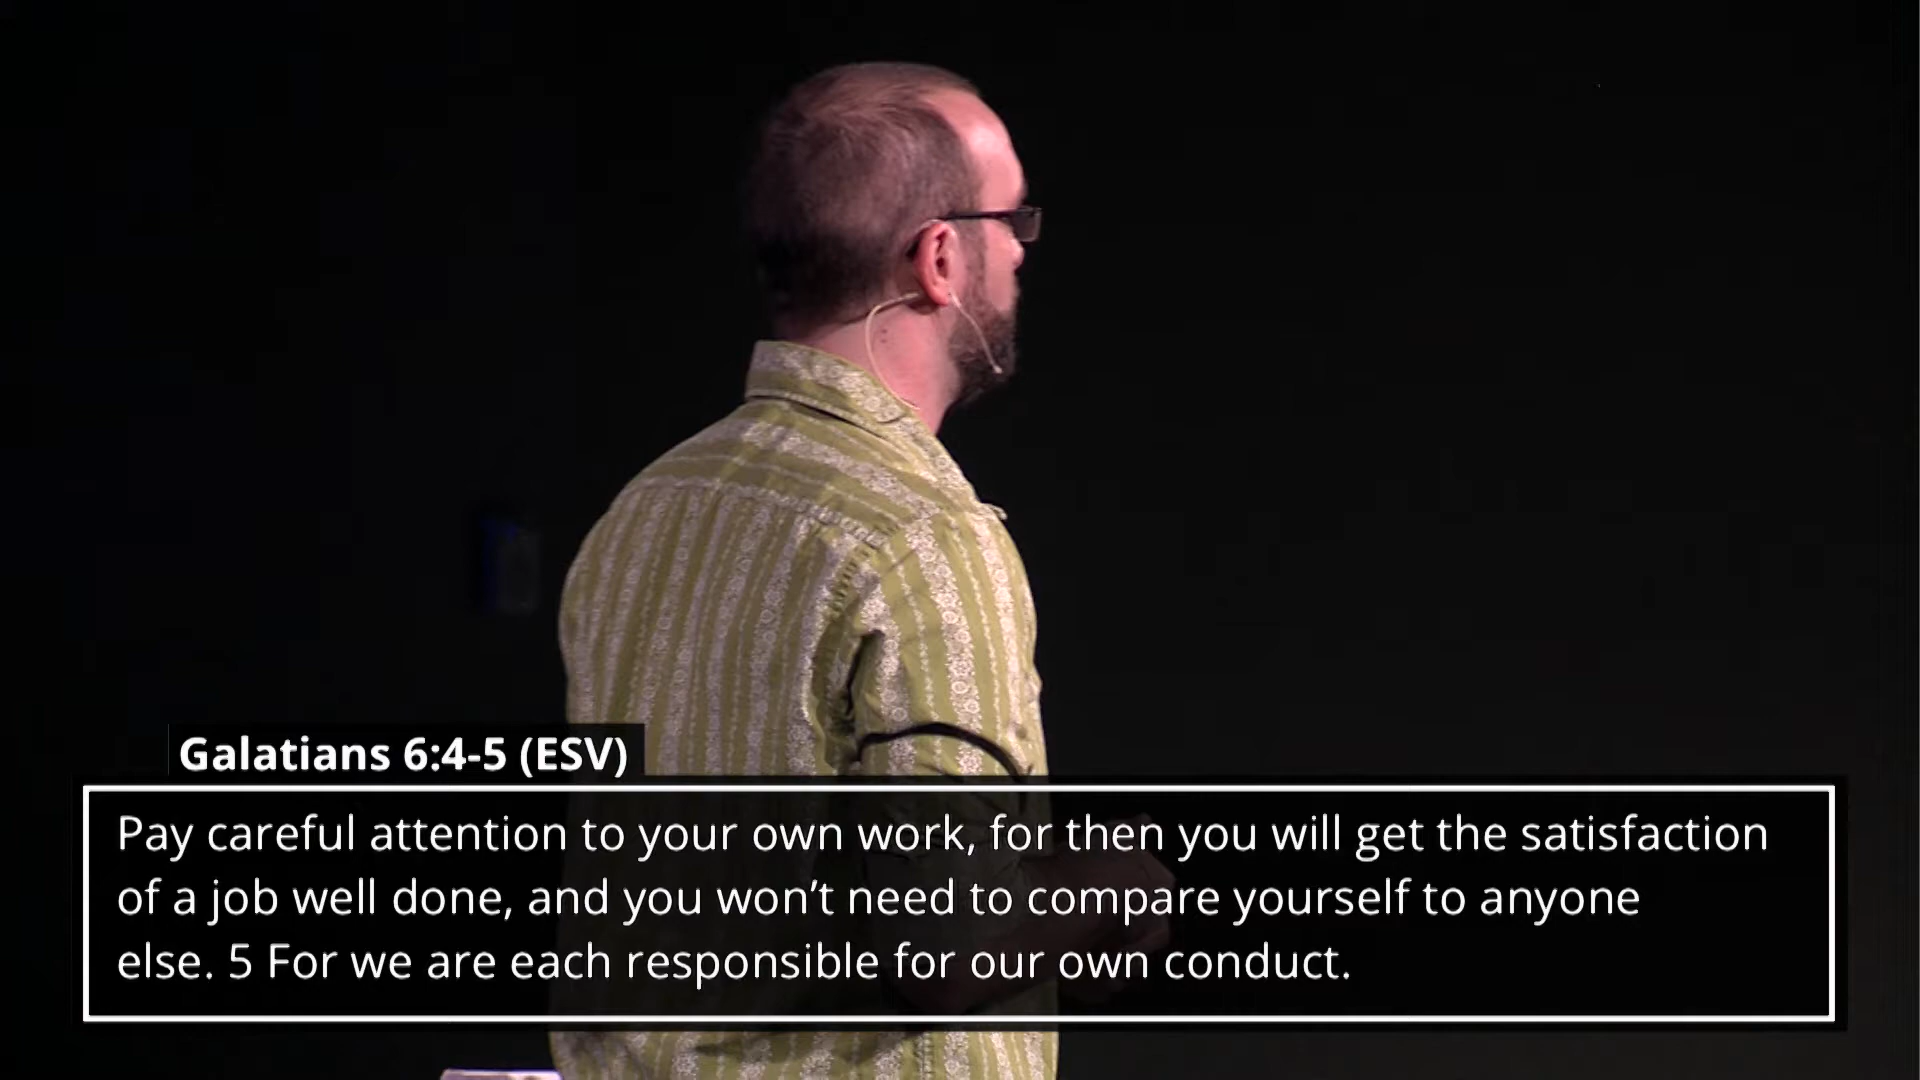 Galatians 6:4-5 (ESV)
Pay careful attention to your own work, for then you will get the satisfaction
of a job well done, and you won’t need to compare yourself to anyone
else. 5 For we are each responsible for our own conduct.